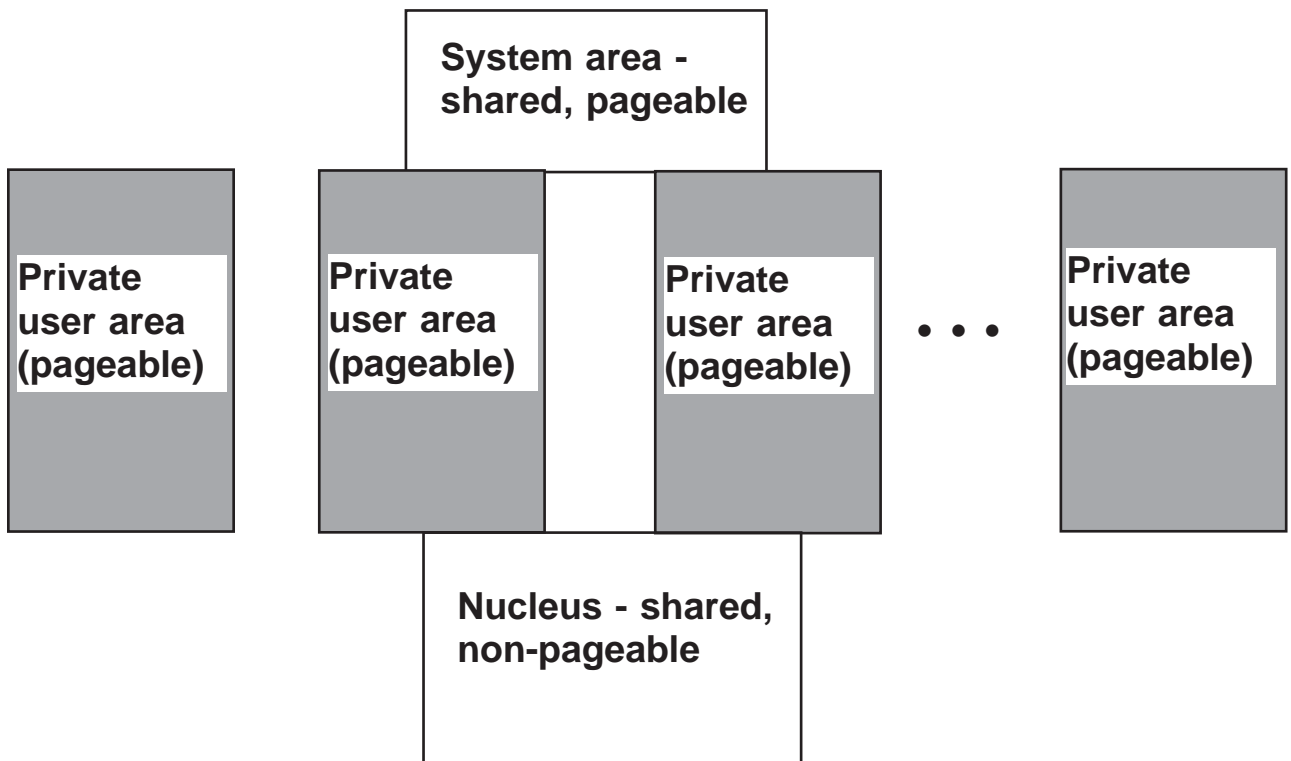 System area -
shared, pageable
Private
user area
(pageable)
Private
user area
(pageable)
Private
user area
(pageable)
• • •
Private
user area
(pageable)
Nucleus - shared,
non-pageable